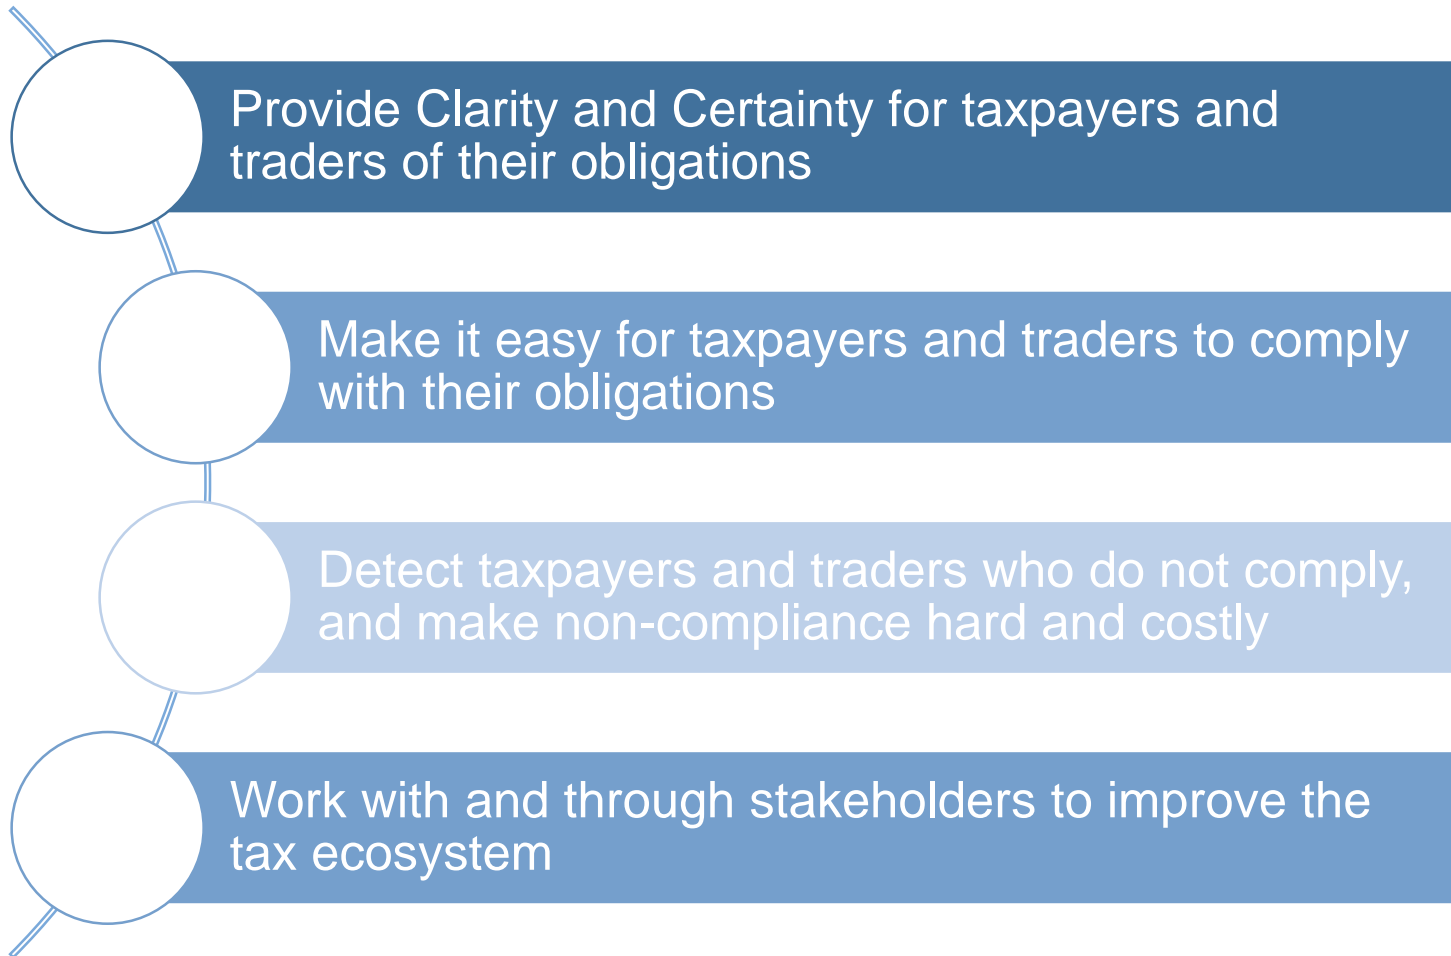 Provide Clarity and Certainty for taxpayers and
traders of their obligations
Make it easy for taxpayers and traders to comply
with their obligations
Detect taxpayers and traders who do not comply,
and make non-compliance hard and costly
Work with and through stakeholders to improve the
tax ecosystem